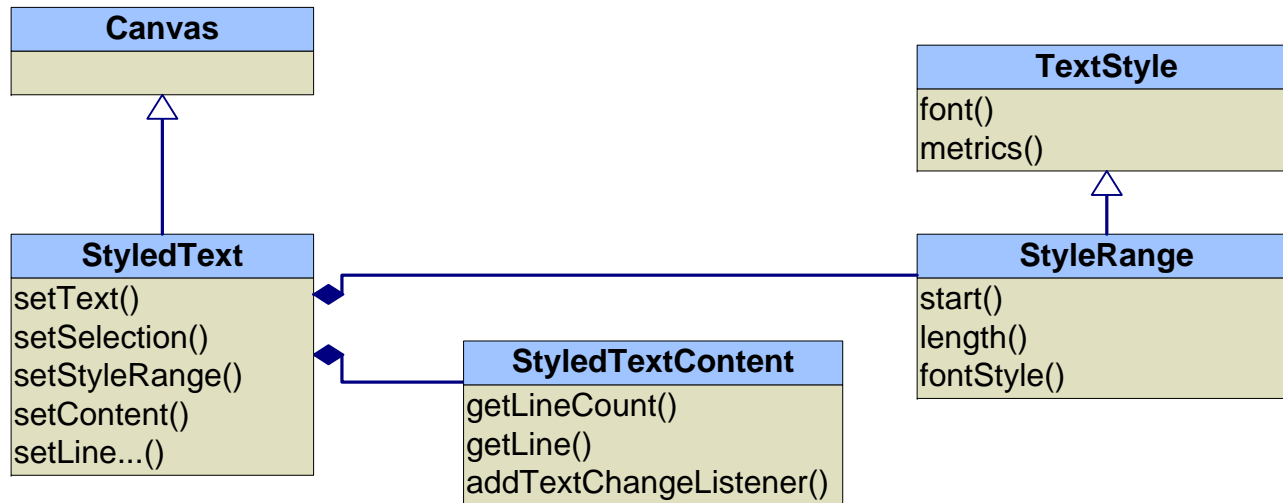 Canvas
TextStyle
font()
metrics()
StyledText
setText()
setSelection()
setStyleRange()
setContent()
setLine...()
StyleRange
start()
length()
fontStyle()
StyledTextContent
getLineCount()
getLine()
addTextChangeListener()